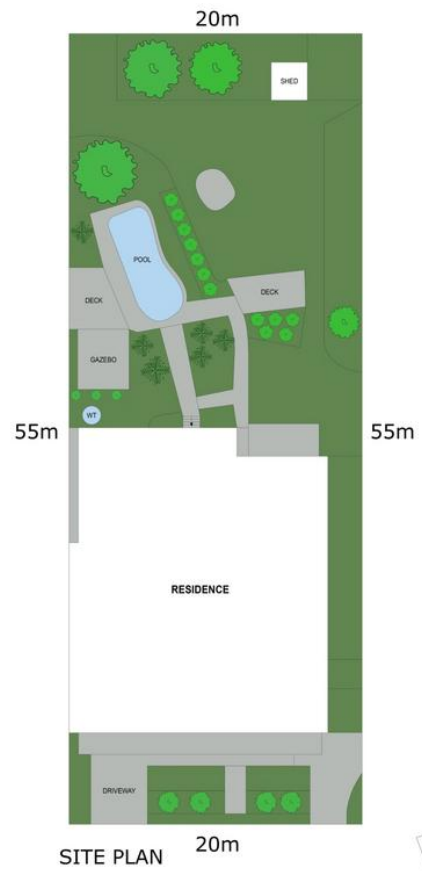 20m
SHED
POOL
DECK
DECK
GAZEBO
WT
55m
55m
RESIDENCE
DRIVEWAY
SITE PLAN
20m